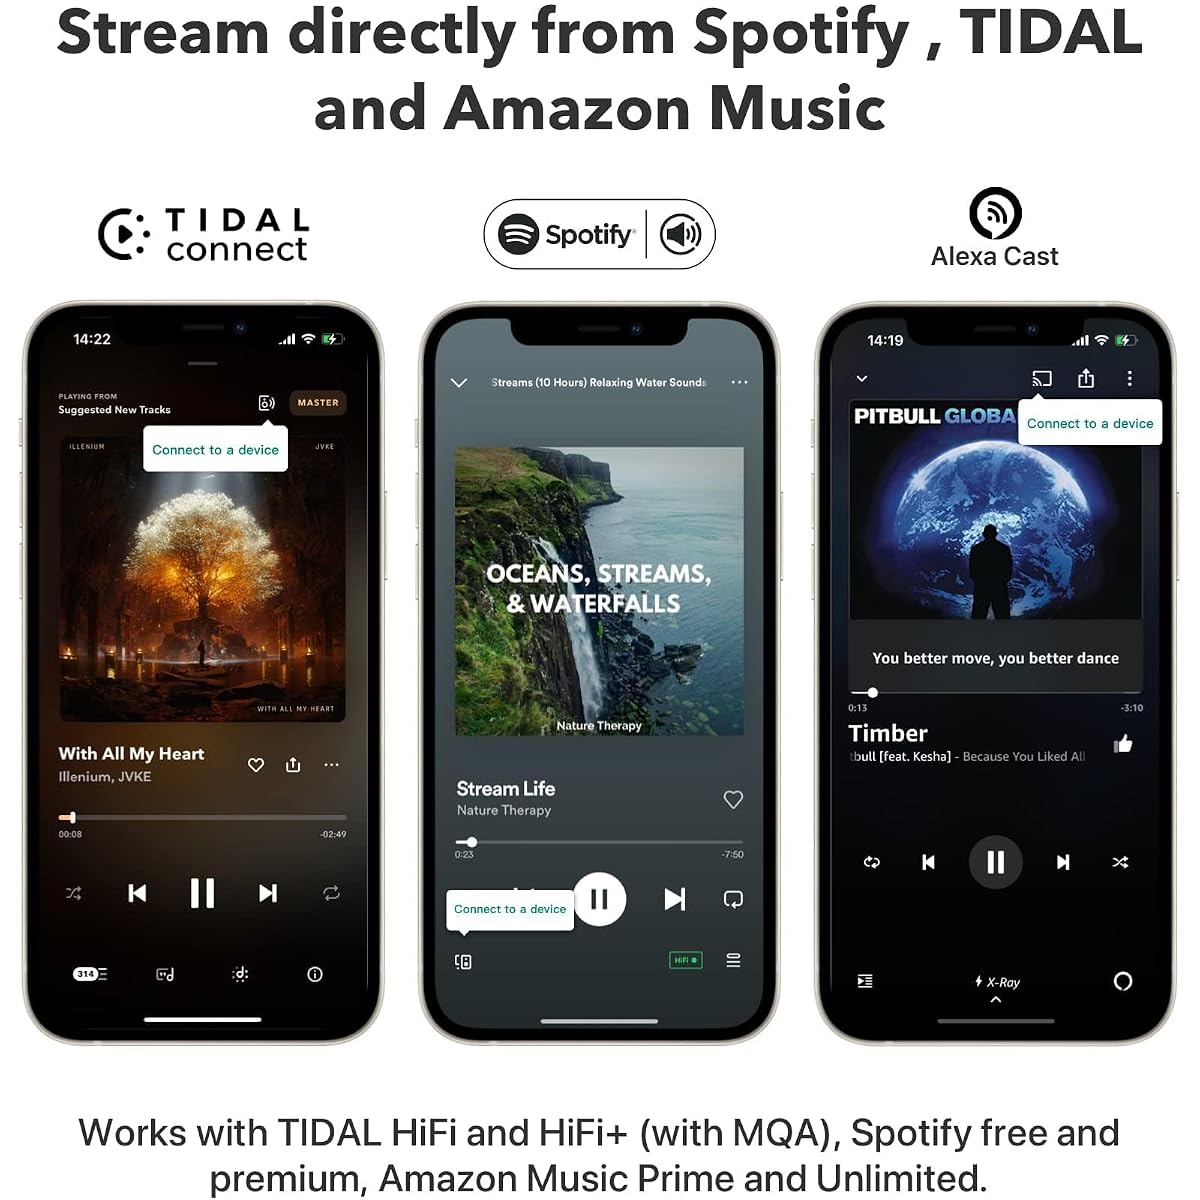 Stream directly from Spotify , TIDAL
and Amazon Music
TIDAL
connect
Spotify
Alexa Cast
14:22
PLAYING FROM
Suggested New Tracks
MASTER
Connect to a device
ILLENIUM
JVKE
WITH ALL MY HEART
With All My Heart
Illenium, JVKE
00:08
-02:49
314
Streams (10 Hours) Relaxing Water Sounds
OCEANS, STREAMS,
& WATERFALLS
Nature Therapy
Stream Life
Nature Therapy
0:23
-7:50
Connect to a device
HiFi
14:19
PITBULL GLOBA
Connect to a device
You better move, you better dance
0:13
-3:10
Timber
tbull [feat. Kesha] - Because You Liked All
X-Ray
Works with TIDAL HiFi and HiFi+ (with MQA), Spotify free and
premium, Amazon Music Prime and Unlimited.